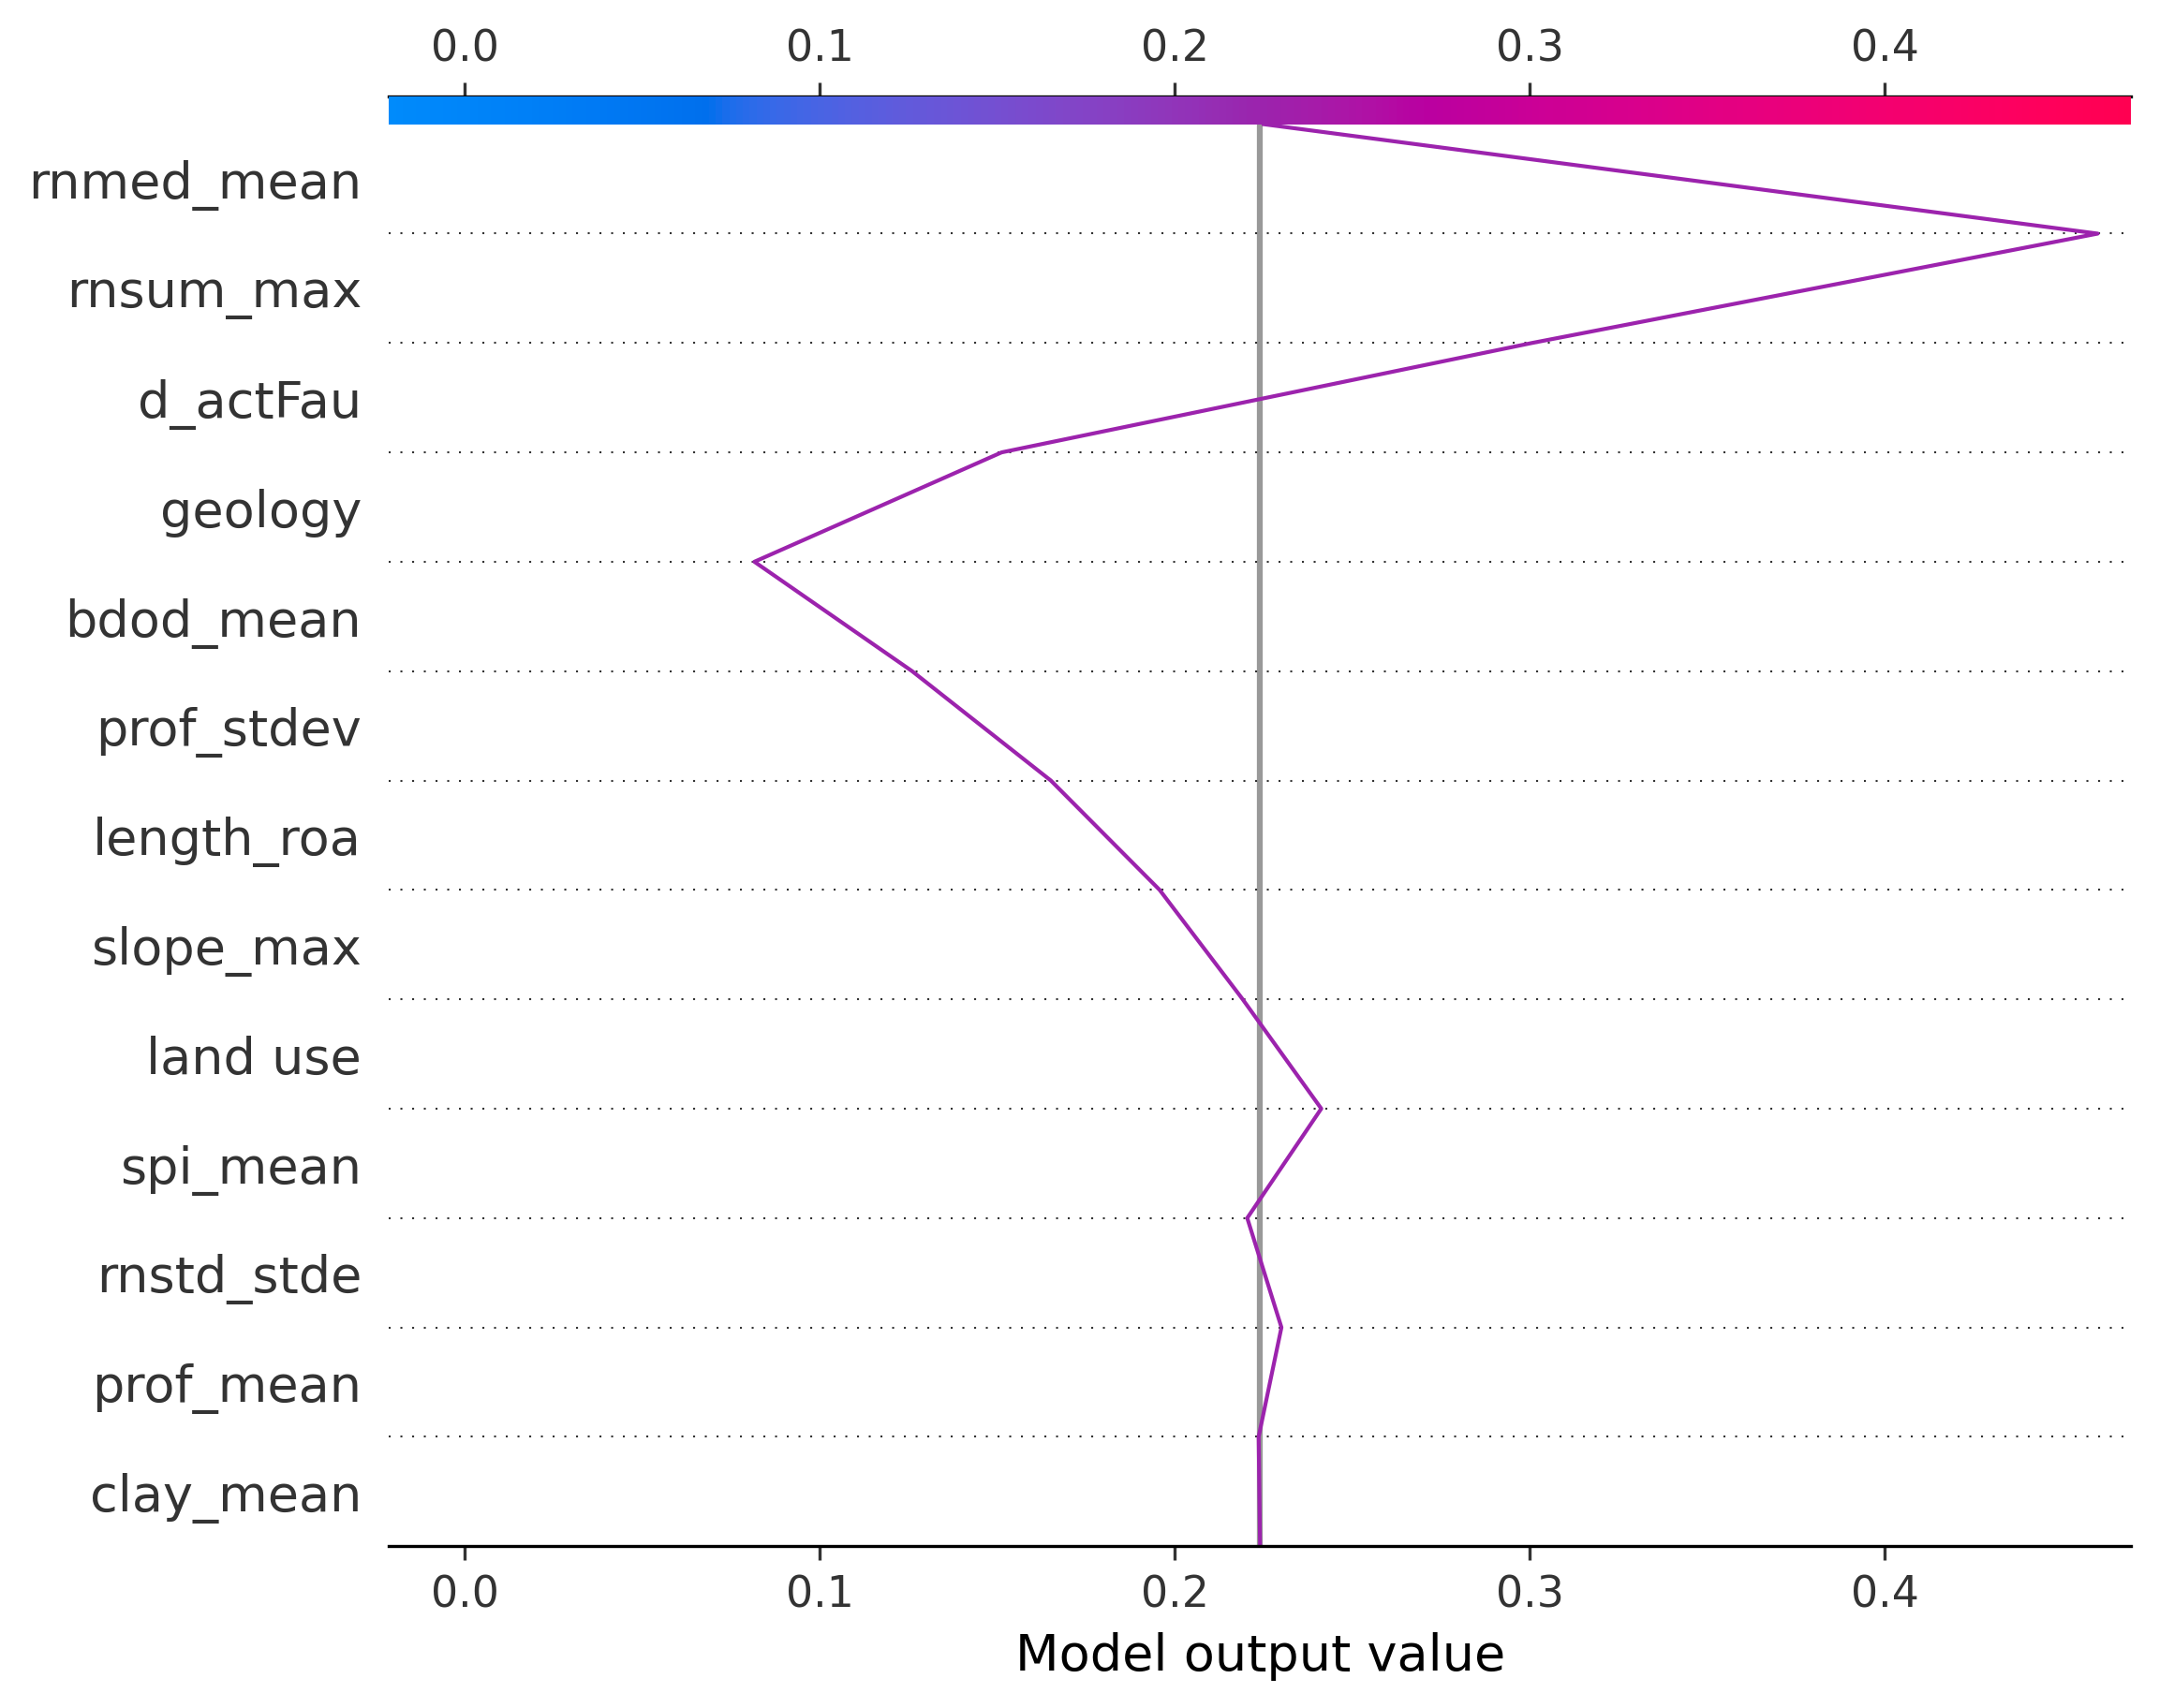 0.0 0.1 0.2 0.3 0.4
rnmed_mean
rnsum_max
d_actFau
geology
bdod_mean
prof_stdev
length_roa
slope_max
land use
spi_mean
rnstd_stde
prof_mean
clay_mean
0.0 0.1 0.2 0.3 0.4
Model output value